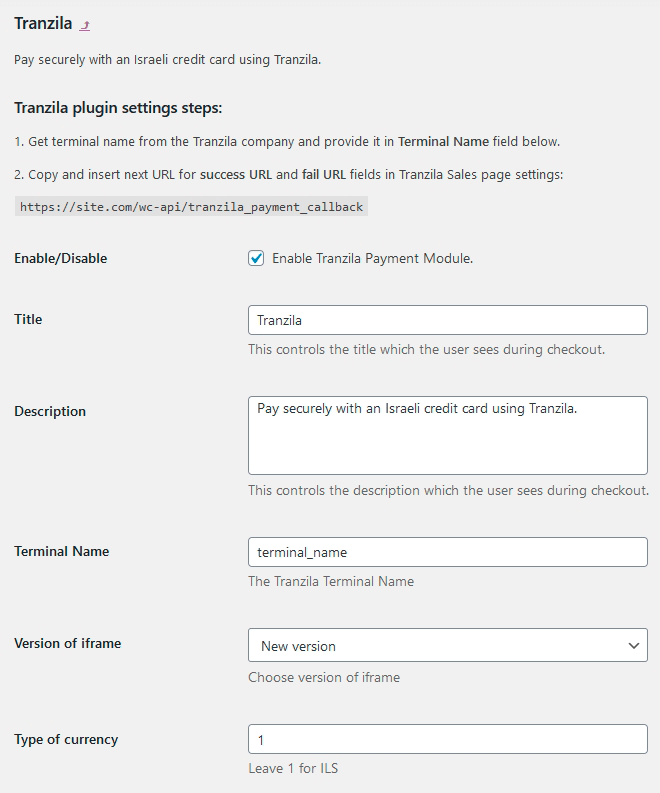 Tranzila
Pay securely with an Israeli credit card using Tranzila.
Tranzila plugin settings steps:
1. Get terminal name from the Tranzila company and provide it in Terminal Name field below.
2. Copy and insert next URL for success URL and fail URL fields in Tranzila Sales page settings:
https://site.com/wc-api/tranzila_payment_callback
Enable/Disable
Enable Tranzila Payment Module.
Title
Tranzila
This controls the title which the user sees during checkout.
Description
Pay securely with an Israeli credit card using Tranzila.
This controls the description which the user sees during checkout.
Terminal Name
terminal_name
The Tranzila Terminal Name
Version of iframe
New version
Choose version of iframe
Type of currency
1
Leave 1 for ILS